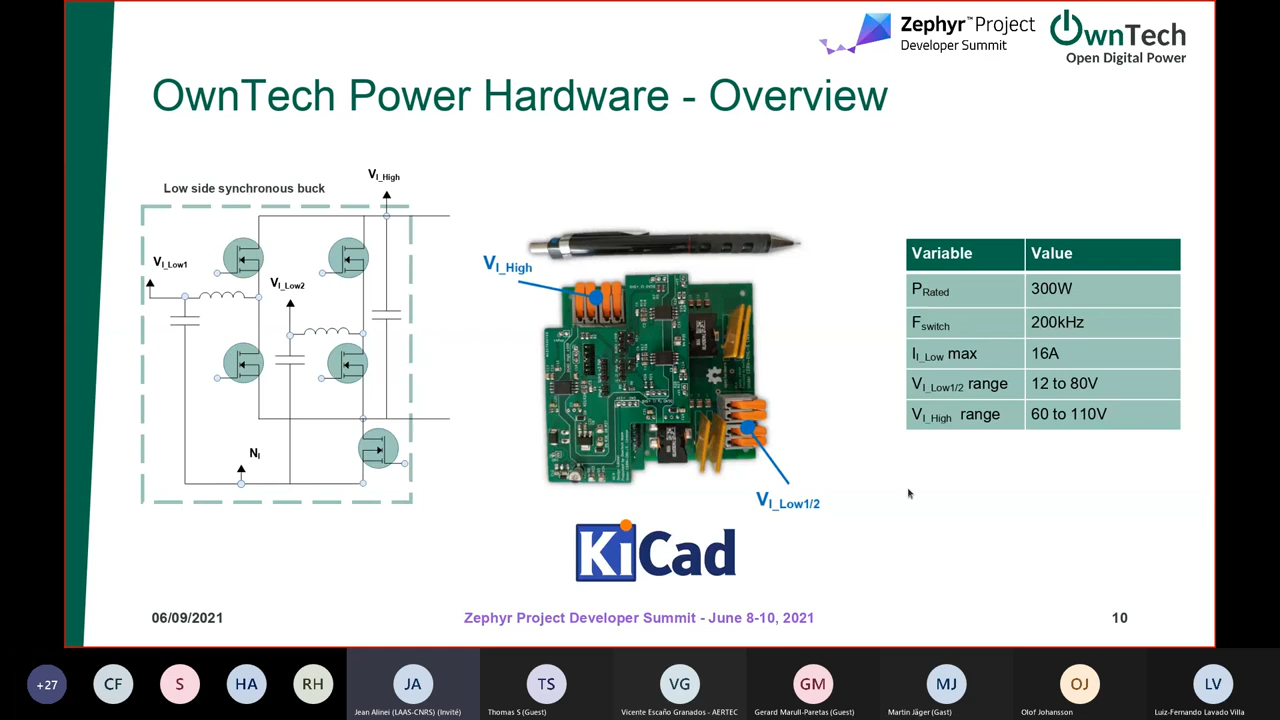 Zephyr™Project
Developer Summit
OwnTech
Open Digital Power
OwnTech Power Hardware - Overview
Low side synchronous buck
VI_High
VI_Low1
VI_Low2
NI
VI_High
VI_Low1/2
KiCad
Variable Value
PRated 300W
Fswitch 200kHz
II_Low max 16A
VI_Low1/2 range 12 to 80V
VI_High range 60 to 110V
06/09/2021
Zephyr Project Developer Summit - June 8-10, 2021
10
+27
CF
S
HA
RH
JA
TS
VG
GM
MJ
OJ
LV
Jean Alinei (LAAS-CNRS) (Invité)
Thomas S (Guest)
Vicente Escaño Granados - AERTEC
Gerard Marull-Paretas (Guest)
Martin Jäger (Gast)
Olof Johansson
Luiz-Fernando Lavado Villa